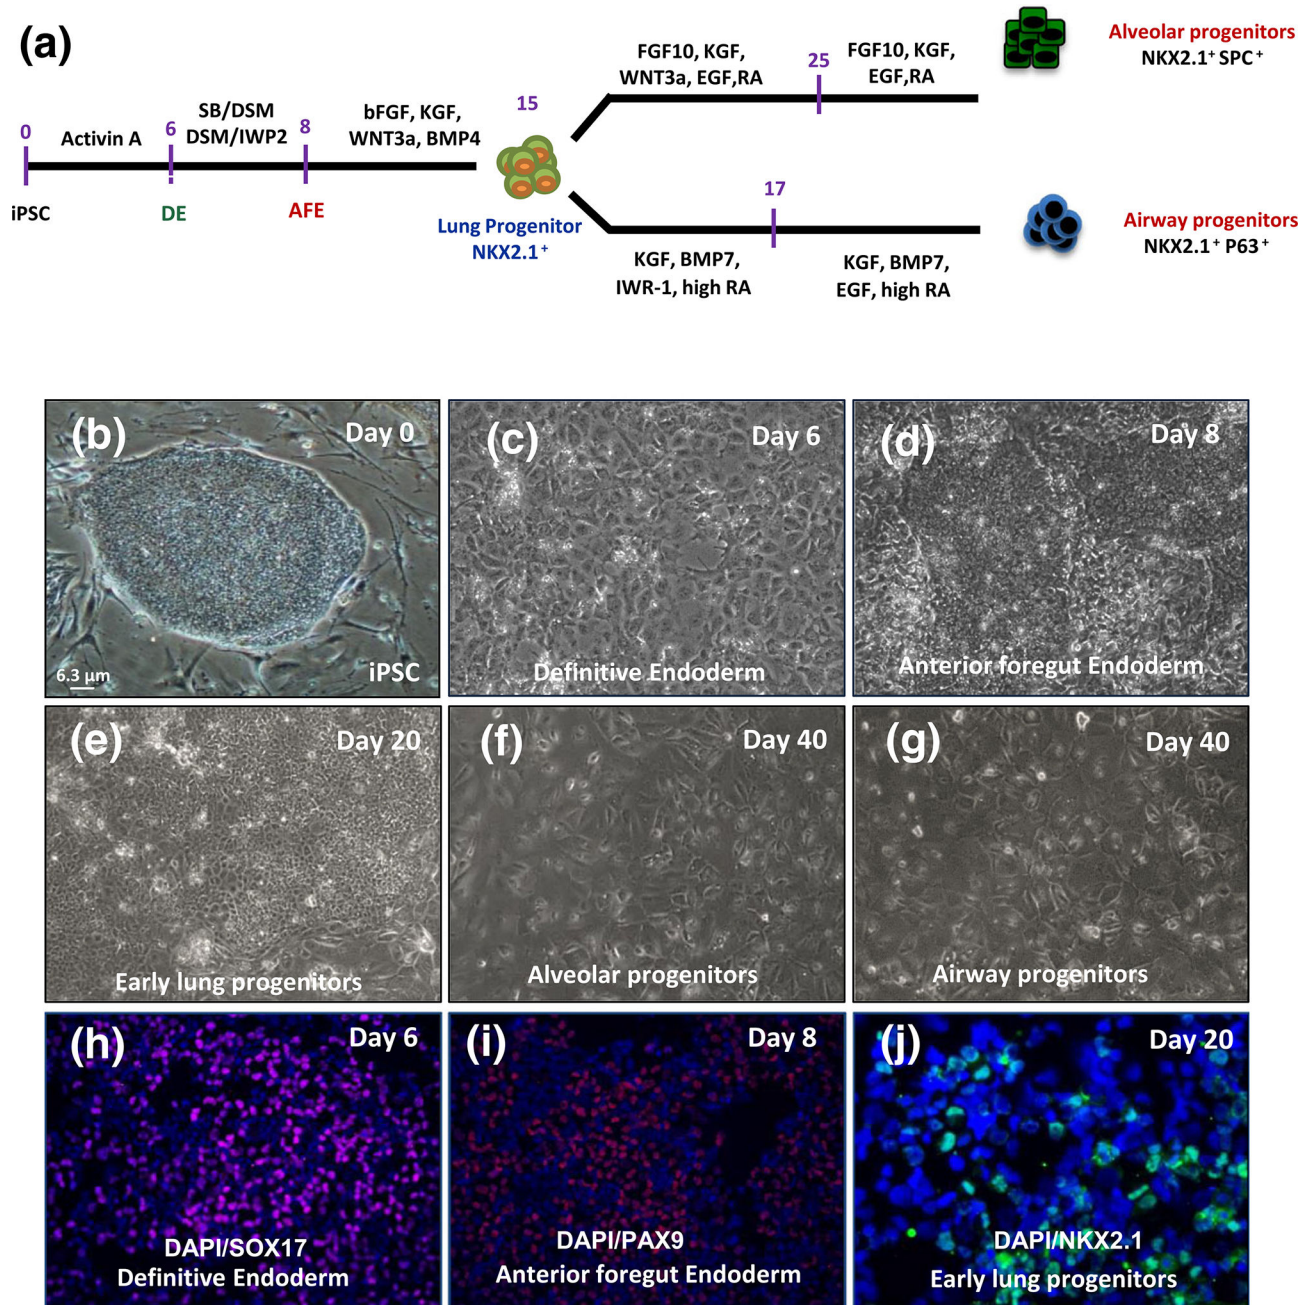 (a)
FGF10, KGF,
WNT3a, EGF,RA
25
FGF10, KGF,
EGF,RA
Alveolar progenitors
NKX2.1+ SPC+
0
Activin A
6
SB/DSM
DSM/IWP2
8
bFGF, KGF,
WNT3a, BMP4
15
iPSC
DE
AFE
Lung Progenitor
NKX2.1+
17
KGF, BMP7,
IWR-1, high RA
KGF, BMP7,
EGF, high RA
Airway progenitors
NKX2.1+ P63+
(b)
Day 0
6.3 µm
iPSC
(c)
Day 6
Definitive Endoderm
(d)
Day 8
Anterior foregut Endoderm
(e)
Day 20
Early lung progenitors
(f)
Day 40
Alveolar progenitors
(g)
Day 40
Airway progenitors
(h)
Day 6
DAPI/SOX17
Definitive Endoderm
(i)
Day 8
DAPI/PAX9
Anterior foregut Endoderm
(j)
Day 20
DAPI/NKX2.1
Early lung progenitors